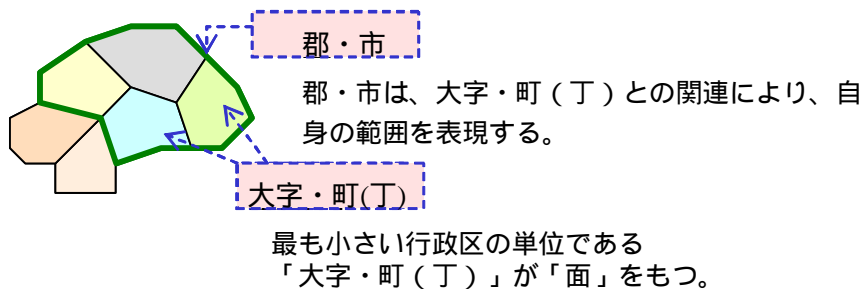 郡・市
郡・市は、大字・町（丁）との関連により、自
身の範囲を表現する。
大字・町(丁)
最も小さい行政区の単位である
「大字・町（丁）」が「面」をもつ。